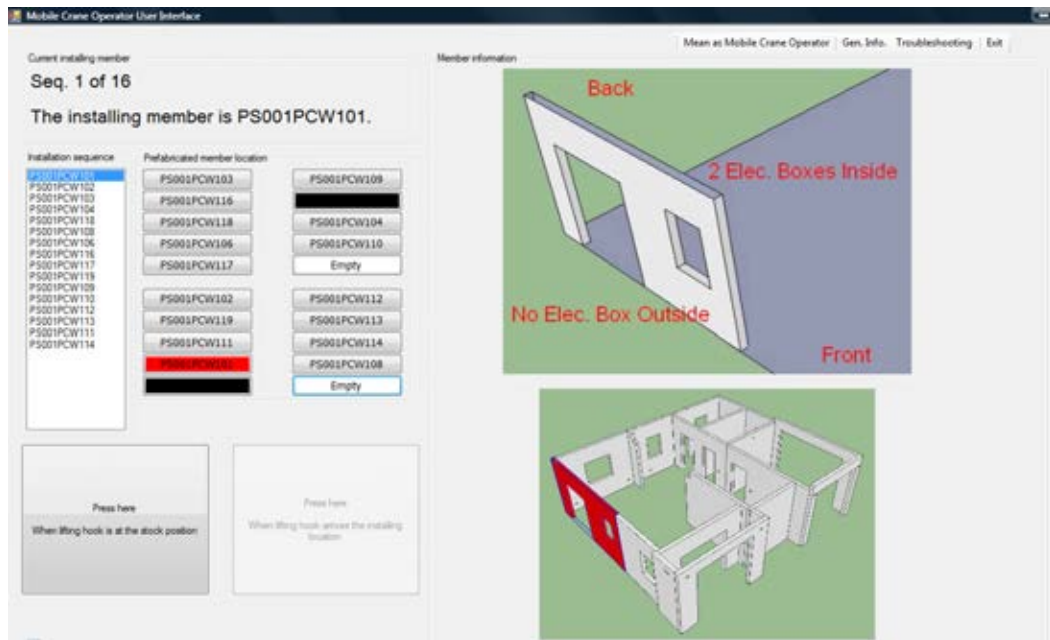 Mobile Crane Operator User Interface
Mean as Mobile Crane Operator Gen. Info. Troubleshooting Exit
Current installing member
Seq. 1 of 16
The installing member is PS001PCW101.
Installation sequence
PS001PCW101
PS001PCW102
PS001PCW103
PS001PCW104
PS001PCW118
PS001PCW108
PS001PCW106
PS001PCW116
PS001PCW117
PS001PCW119
PS001PCW109
PS001PCW110
PS001PCW112
PS001PCW113
PS001PCW111
PS001PCW114
Prefabricated member location
PS001PCW103 PS001PCW109
PS001PCW116
PS001PCW118 PS001PCW104
PS001PCW106 PS001PCW110
PS001PCW117 Empty
PS001PCW102 PS001PCW112
PS001PCW119 PS001PCW113
PS001PCW111 PS001PCW114
PS001PCW101 PS001PCW108
Empty
Press here
When lifting hook is at the stock position
Press here
When lifting hook arrives the installing
location
Member information
Back
2 Elec. Boxes Inside
No Elec. Box Outside
Front